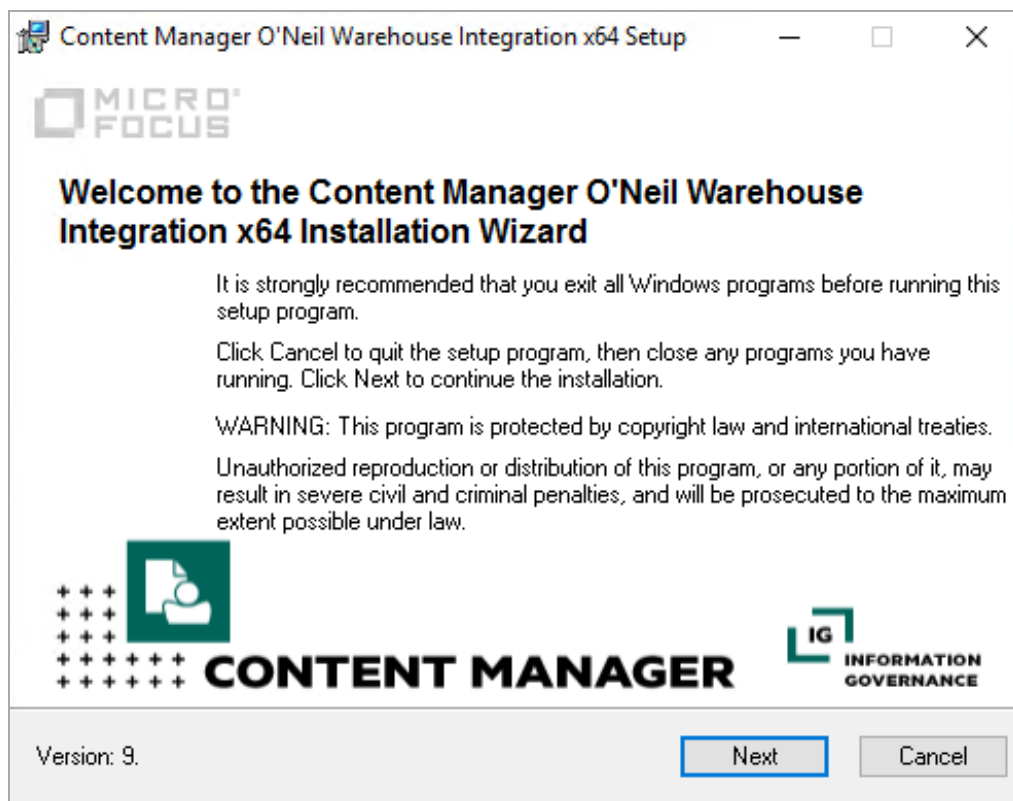 Content Manager O'Neil Warehouse Integration x64 Setup
MICRO
FOCUS
Welcome to the Content Manager O'Neil Warehouse
Integration x64 Installation Wizard
It is strongly recommended that you exit all Windows programs before running this
setup program.
Click Cancel to quit the setup program, then close any programs you have
running. Click Next to continue the installation.
WARNING: This program is protected by copyright law and international treaties.
Unauthorized reproduction or distribution of this program, or any portion of it, may
result in severe civil and criminal penalties, and will be prosecuted to the maximum
extent possible under law.
CONTENT MANAGER
IG
INFORMATION
GOVERNANCE
Version: 9.
Next
Cancel